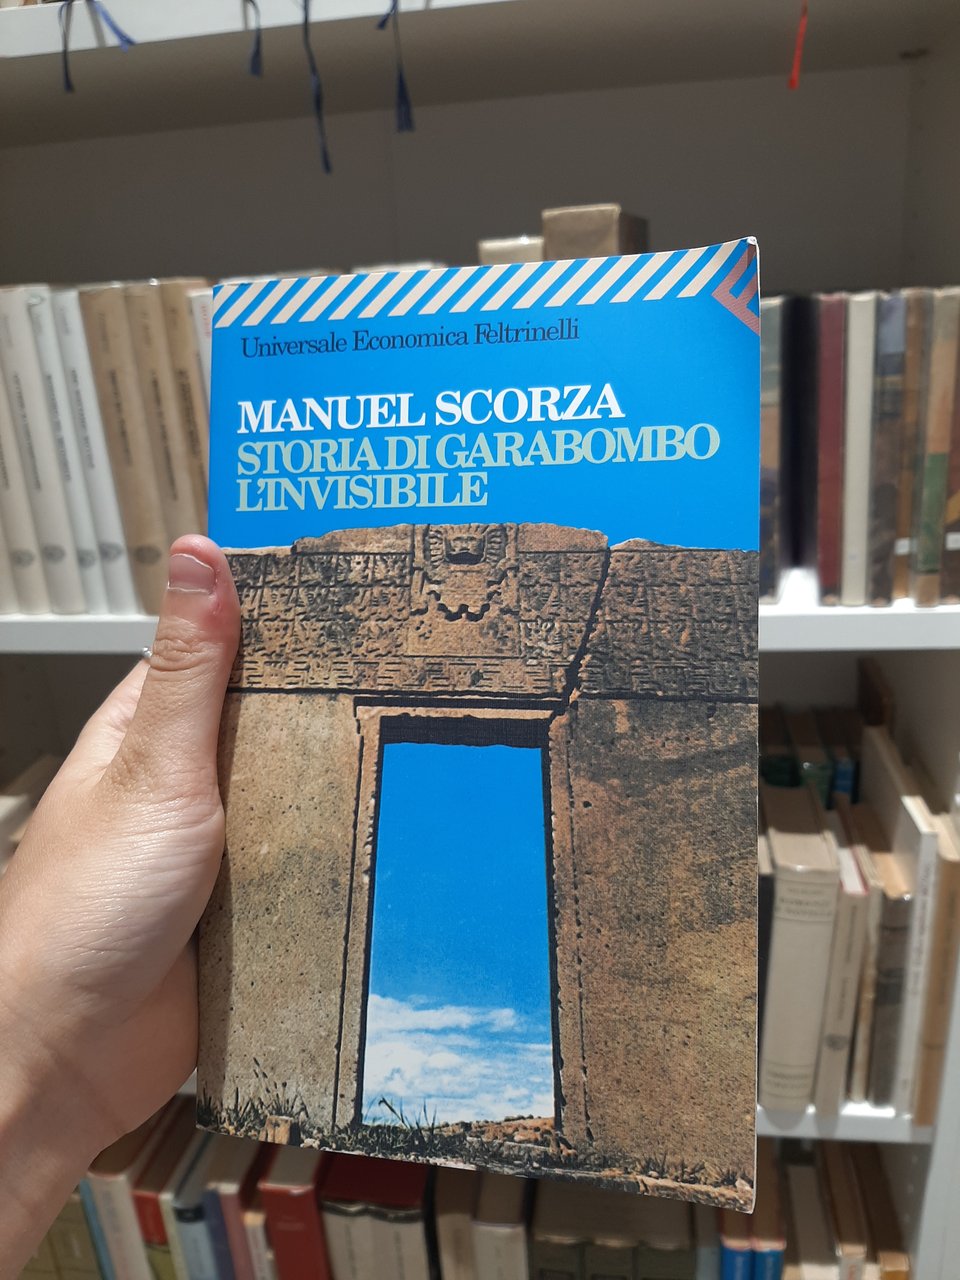 Universale Economica Feltrinelli
MANUEL SCORZA
STORIA DI GARABOMBO
L'INVISIBILE